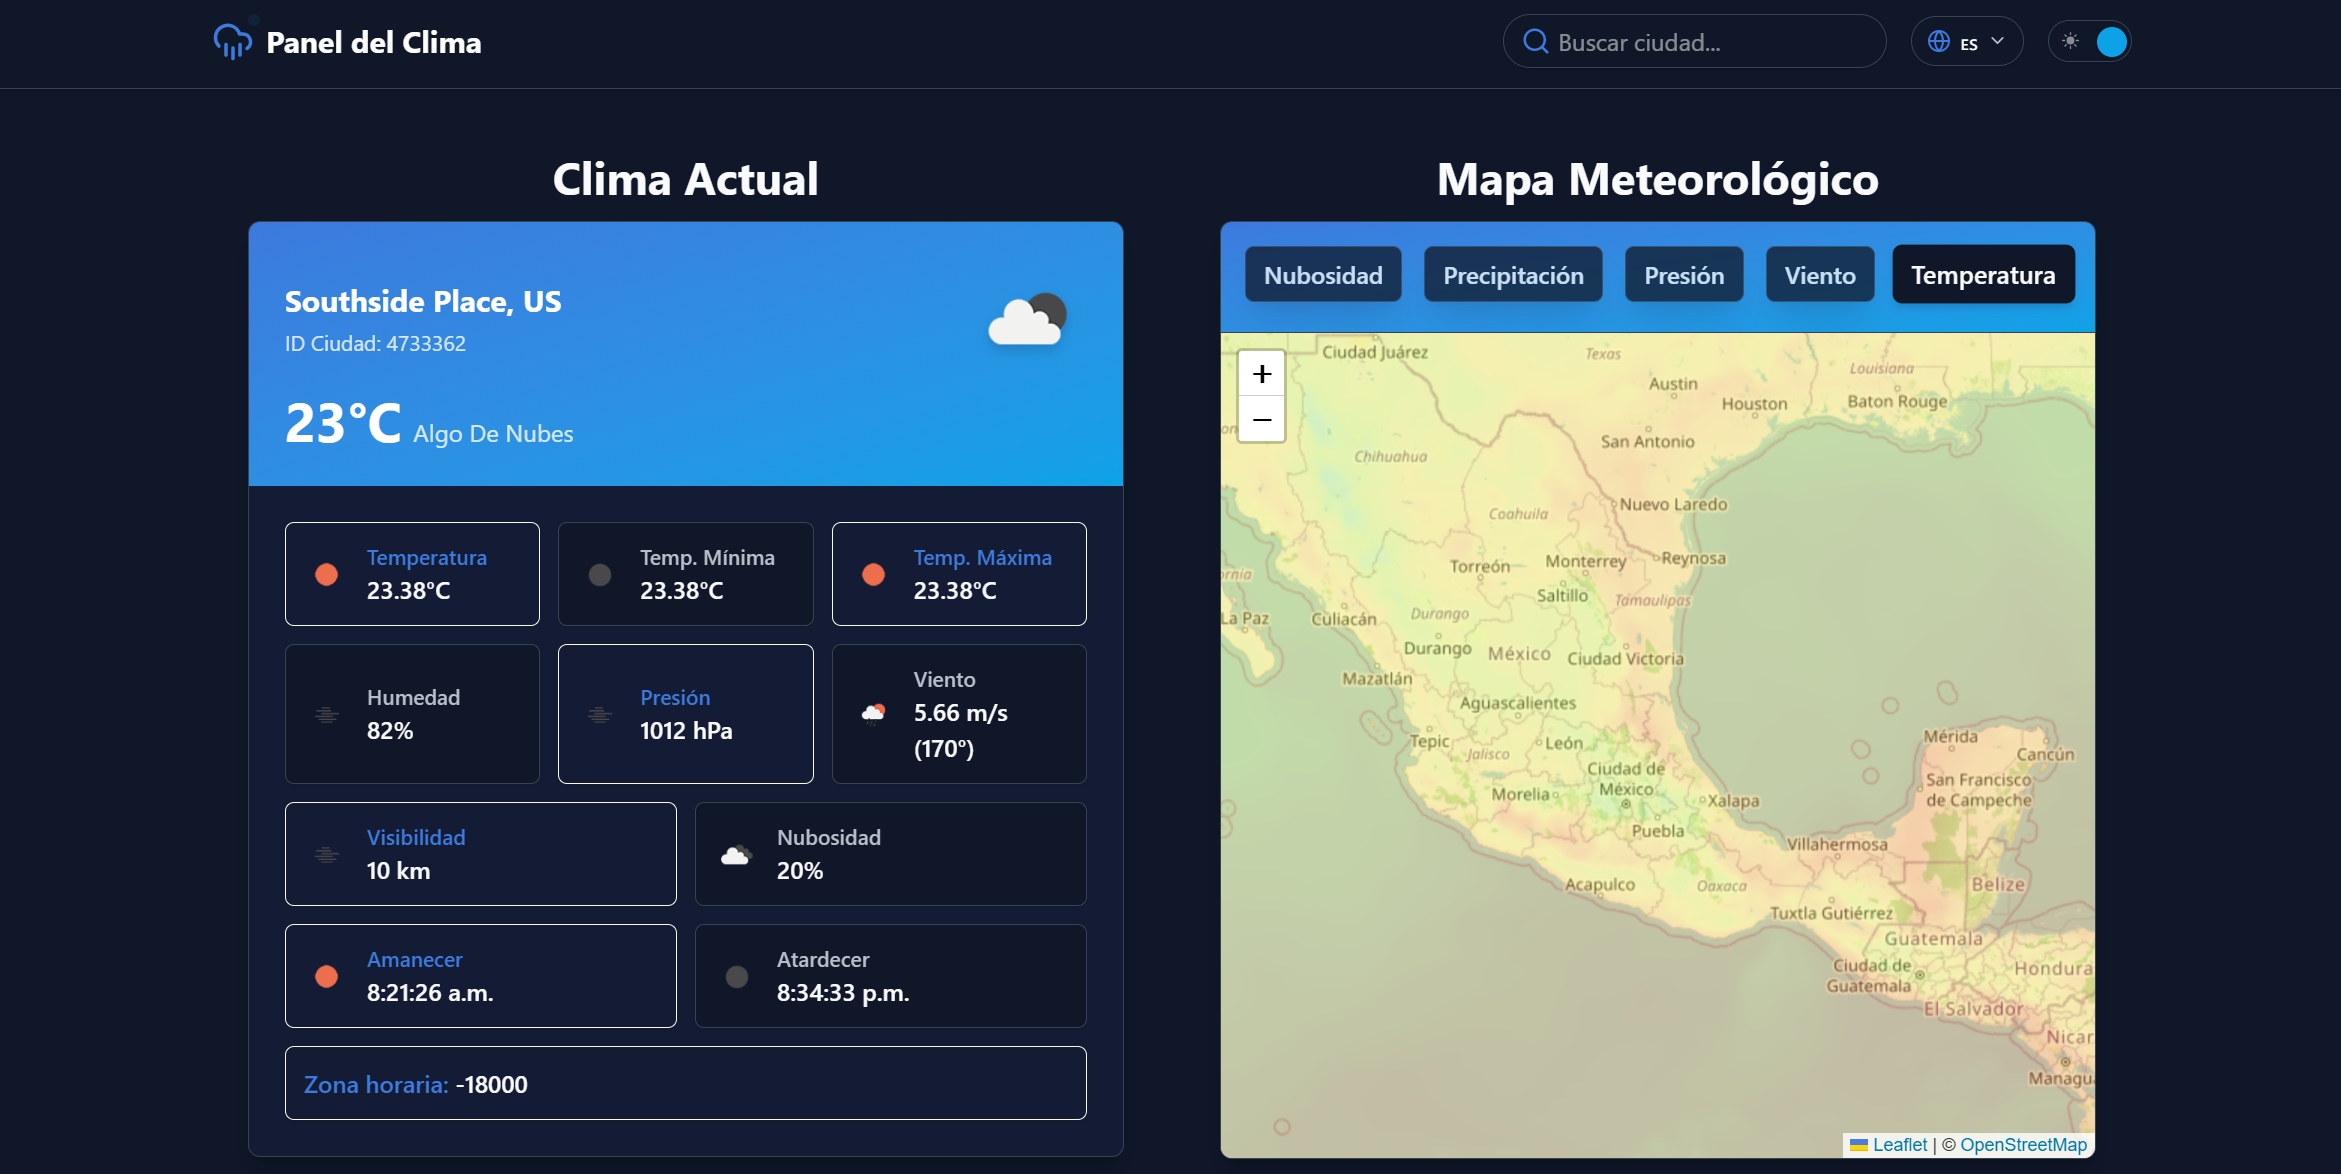 Panel del Clima
Buscar ciudad...
ES
Clima Actual
Southside Place, US
ID Ciudad: 4733362
23°C Algo De Nubes
Temperatura
23.38°C
Temp. Mínima
23.38°C
Temp. Máxima
23.38°C
Humedad
82%
Presión
1012 hPa
Viento
5.66 m/s
(170°)
Visibilidad
10 km
Nubosidad
20%
Amanecer
8:21:26 a.m.
Atardecer
8:34:33 p.m.
Zona horaria: -18000
Mapa Meteorológico
Nubosidad
Precipitación
Presión
Viento
Temperatura
+
−
Ciudad Juárez
Texas
Louisiana
Austin
Houston
Baton Rouge
San Antonio
Chihuahua
Nuevo Laredo
Coahuila
Torreón
Monterrey
Reynosa
Saltillo
Tamaulipas
La Paz
Culiacán
Durango
Durango
México
Ciudad Victoria
Mazatlán
Aguascalientes
Tepic
León
Jalisco
Ciudad de
México
Morelia
Xalapa
Puebla
Mérida
Cancún
San Francisco
de Campeche
Villahermosa
Acapulco
Oaxaca
Belize
Tuxtla Gutiérrez
Guatemala
Ciudad de
Guatemala
Hondura
El Salvador
Nicar
Managua
Leaflet | © OpenStreetMap